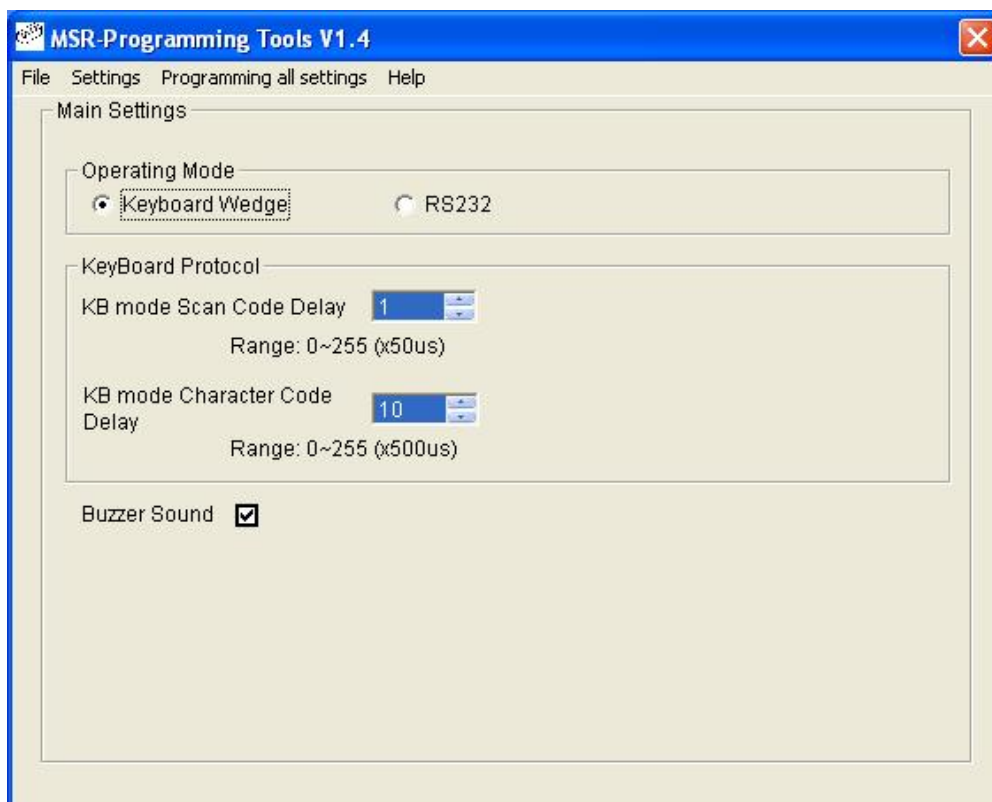 MSR-Programming Tools V1.4
File Settings Programming all settings Help
Main Settings
Operating Mode
Keyboard Wedge RS232
KeyBoard Protocol
KB mode Scan Code Delay 1
Range: 0~255 (x50us)
KB mode Character Code
Delay 10
Range: 0~255 (x500us)
Buzzer Sound